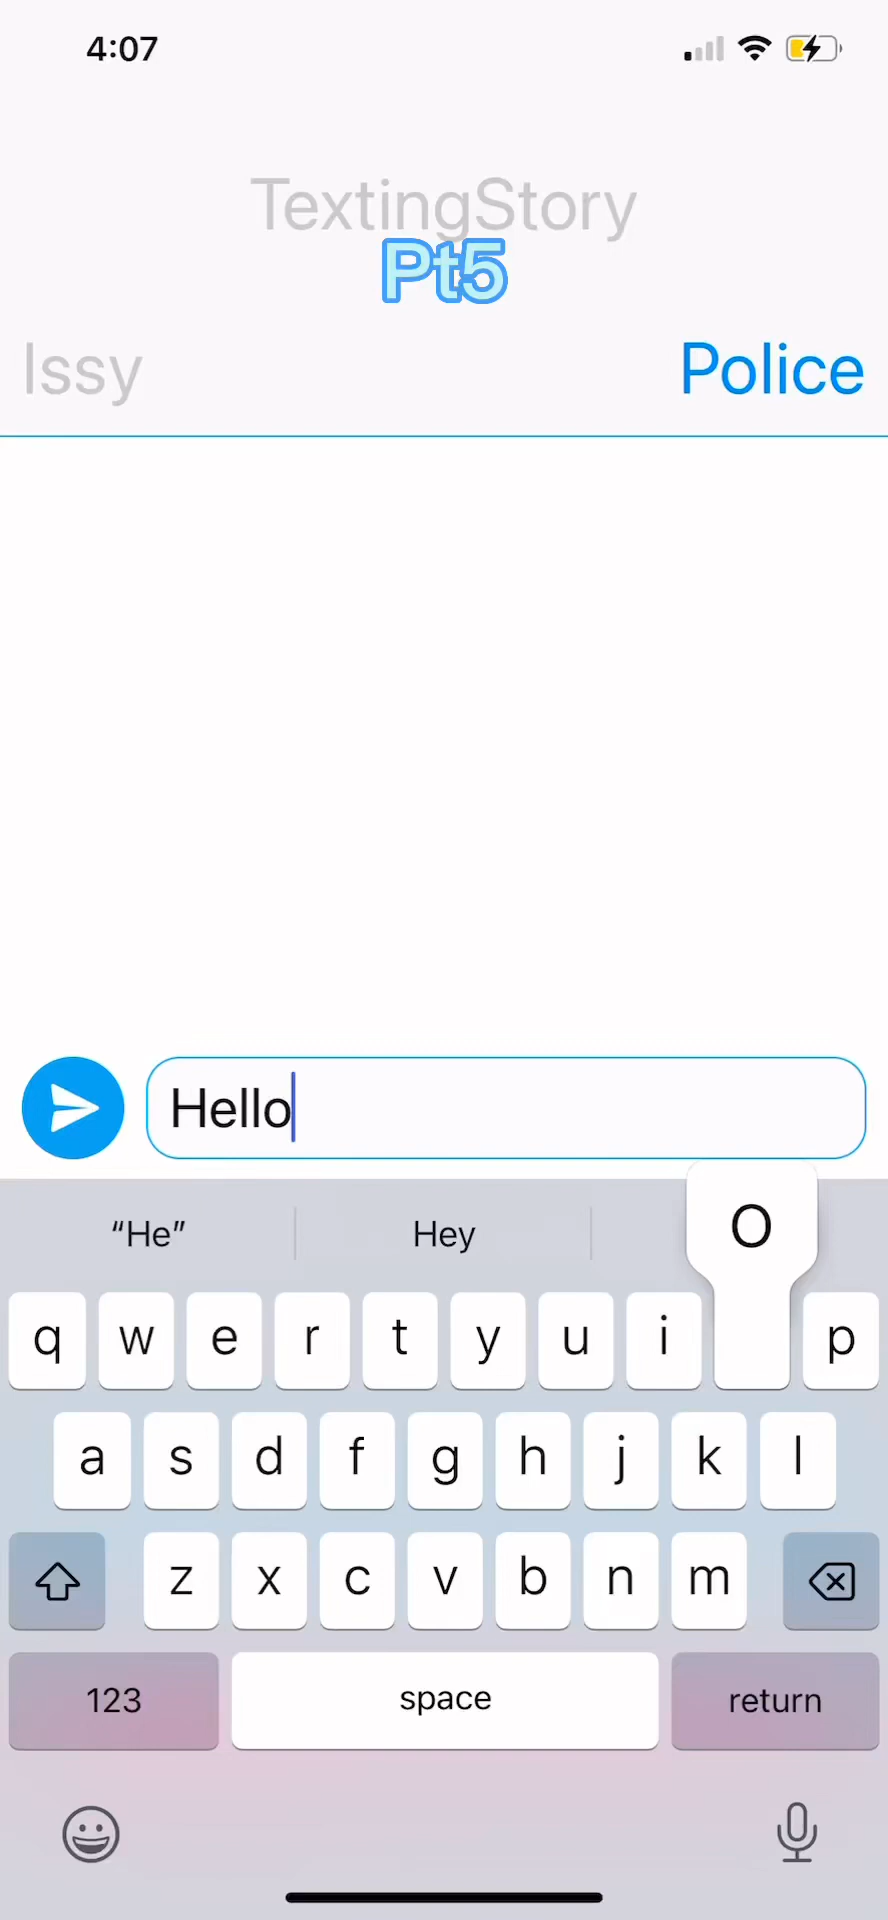 4:07
TextingStory
Pt5
Issy Police
Hello
“He” Hey
O
q w e r t y u i p
a s d f g h j k l
z x c v b n m
123 space return